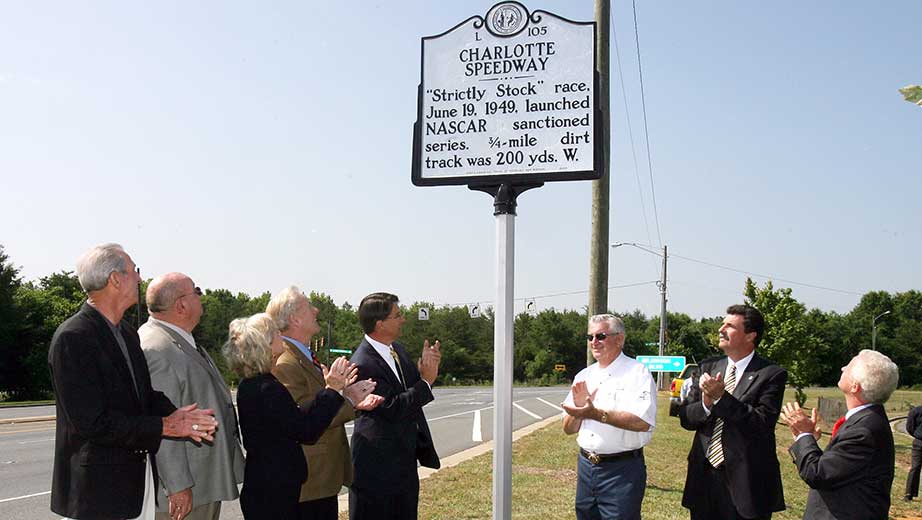 L 105
CHARLOTTE
SPEEDWAY
"Strictly Stock" race,
June 19, 1949, launched
NASCAR sanctioned
series. ¾-mile dirt
track was 200 yds. W.